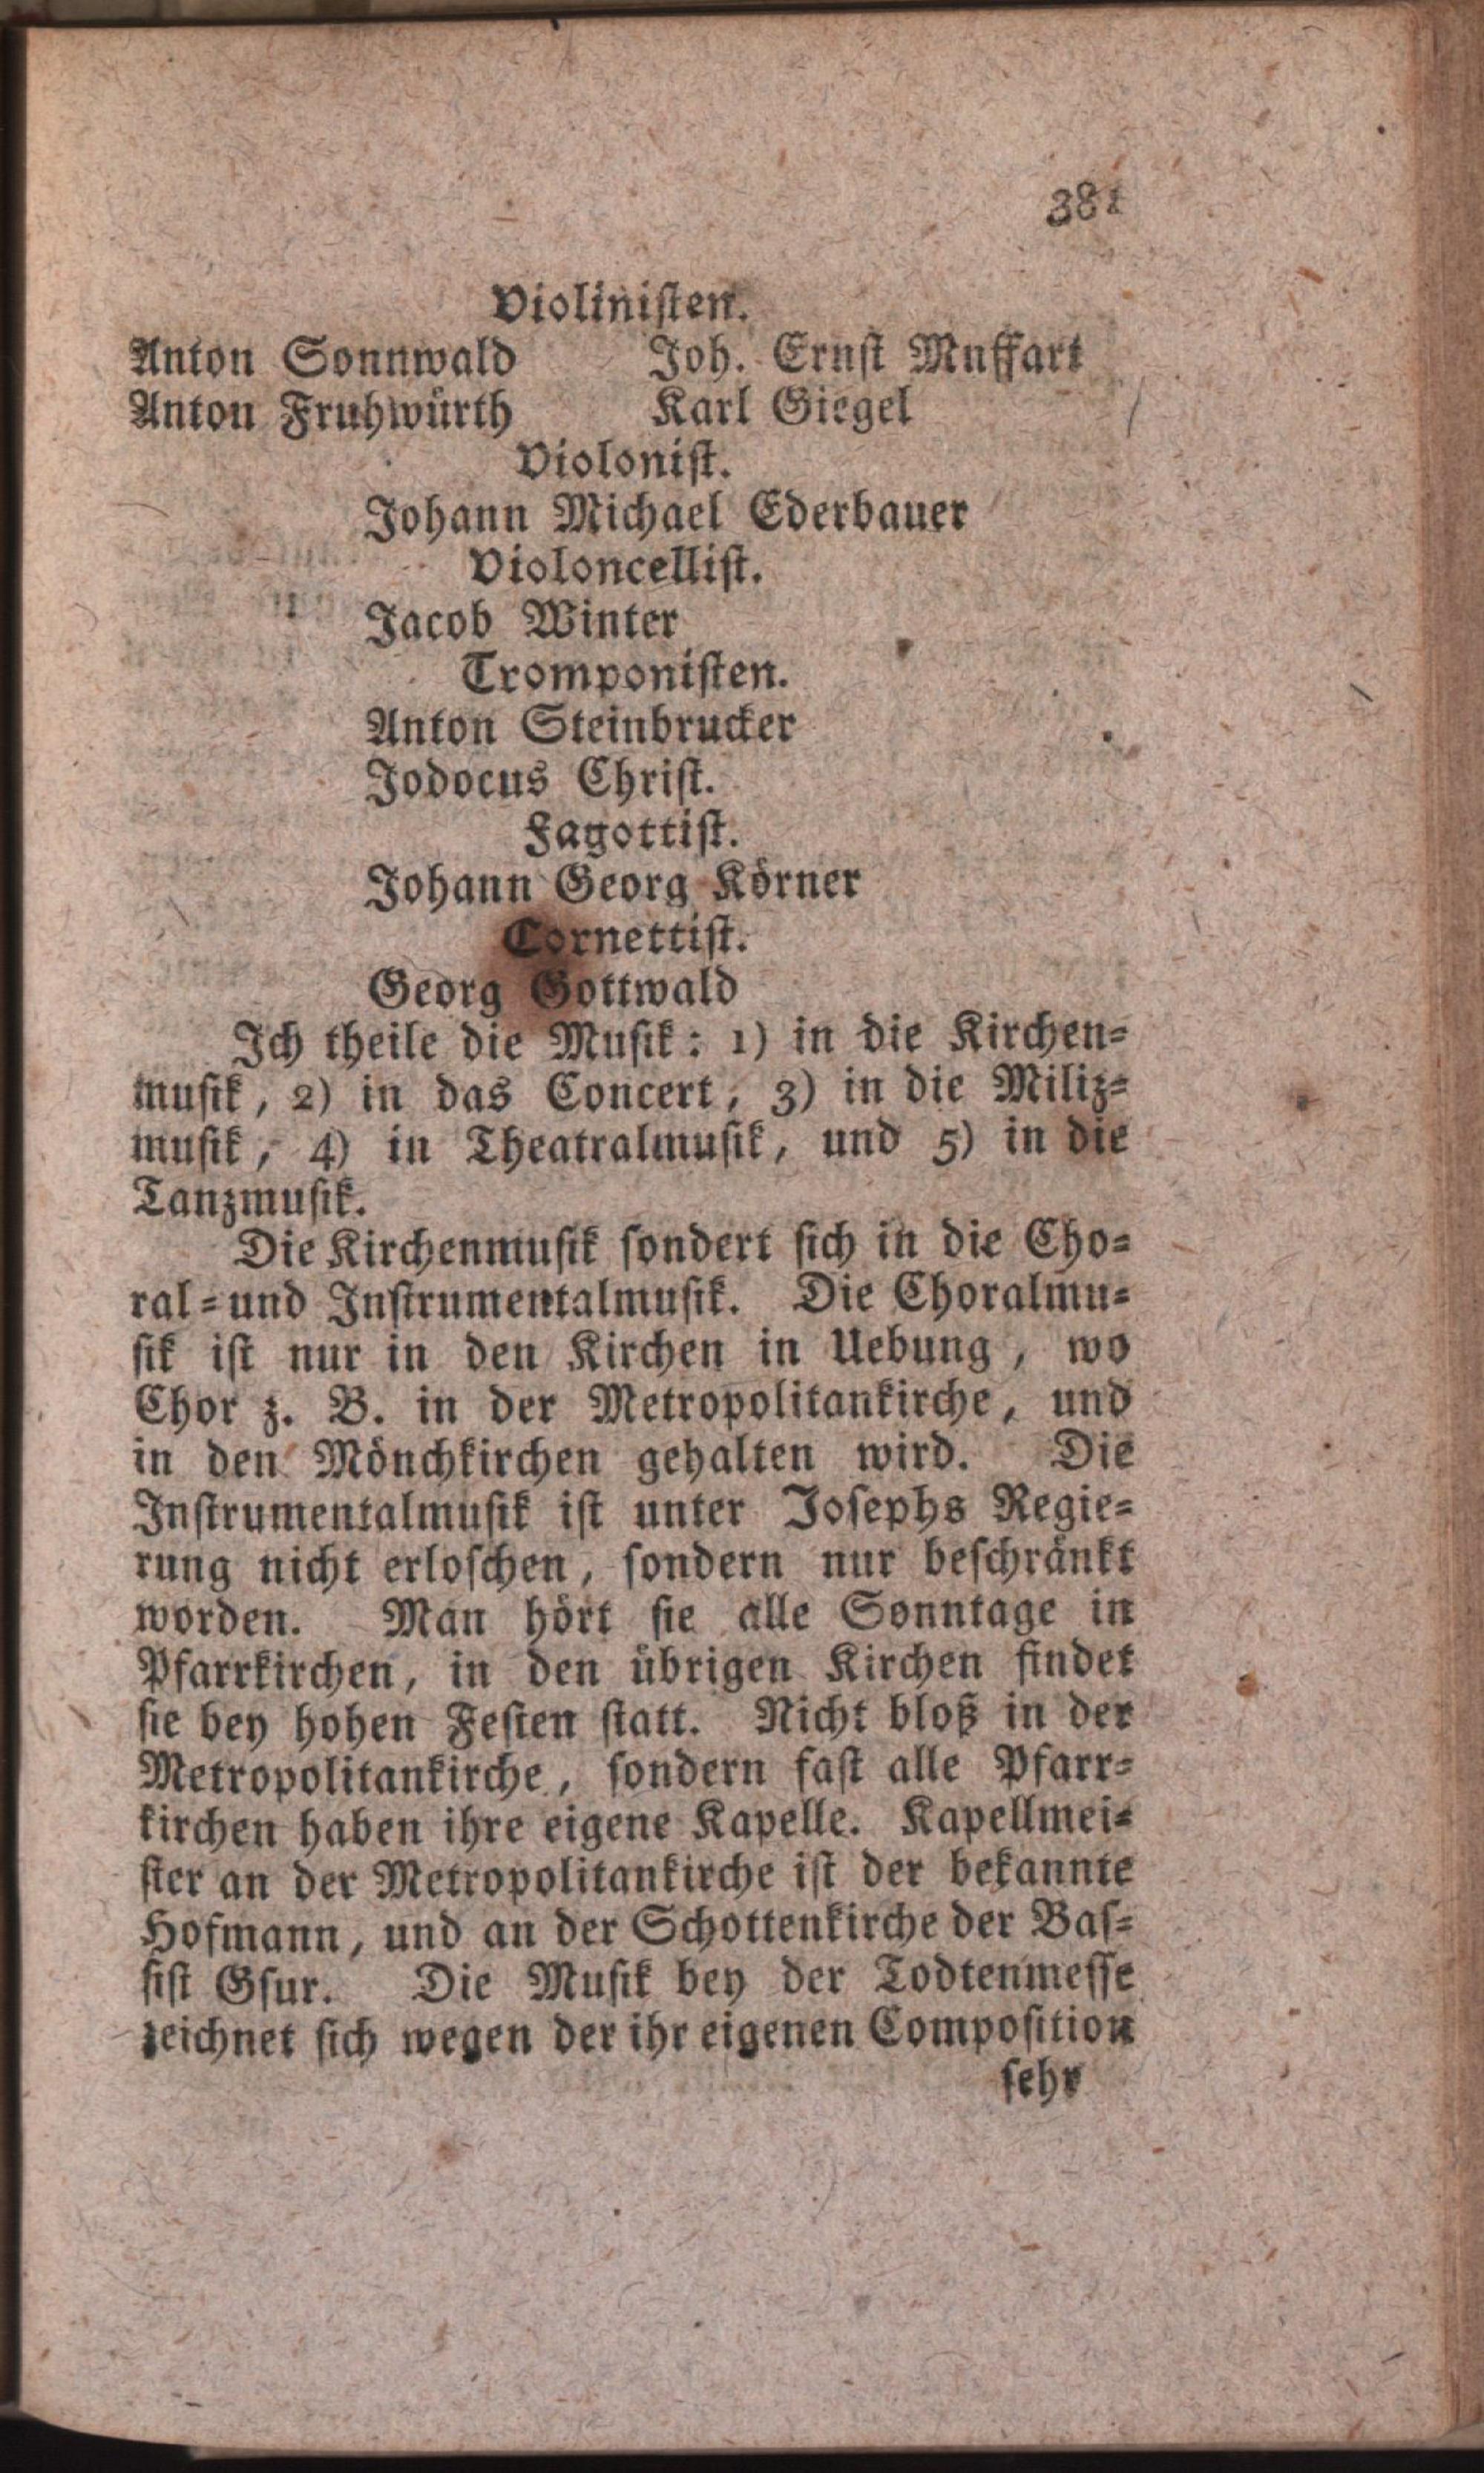 381
Violinisten.
Anton Sonnwald Joh. Ernst Muffart
Anton Fruhwürth Karl Giegel
Violonist.
Johann Michael Ederbauer
Violoncellist.
Jacob Winter
Tromponisten.
Anton Steinbrucker
Jodocus Christ.
Fagottist.
Johann Georg Körner
Cornettist.
Georg Gottwald
Ich theile die Musik: 1) in die Kirchen-
musik, 2) in das Concert, 3) in die Miliz-
musik, 4) in Theatralmusik, und 5) in die
Tanzmusik.
Die Kirchenmusik sondert sich in die Cho-
ral-und Instrumentalmusik. Die Choralmu-
sik ist nur in den Kirchen in Uebung, wo
Chor z. B. in der Metropolitankirche, und
in den Mönchkirchen gehalten wird. Die
Instrumentalmusik ist unter Josephs Regie-
rung nicht erloschen, sondern nur beschränkt
worden. Man hört sie alle Sonntage in
Pfarrkirchen, in den übrigen Kirchen findet
sie bey hohen Festen statt. Nicht bloß in der
Metropolitankirche, sondern fast alle Pfarr-
kirchen haben ihre eigene Kapelle. Kapellmei-
ster an der Metropolitankirche ist der bekannte
Hofmann, und an der Schottenkirche der Bas-
sist Gsur. Die Musik bey der Todtenmesse
zeichnet sich wegen der ihr eigenen Composition
sehr